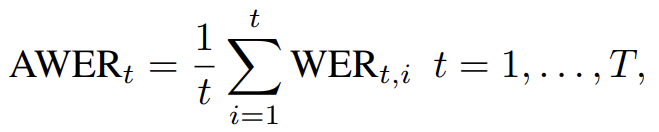 AWER_t = \frac{1}{t} \sum_{i=1}^{t} WER_{t,i} t = 1, \ldots, T,